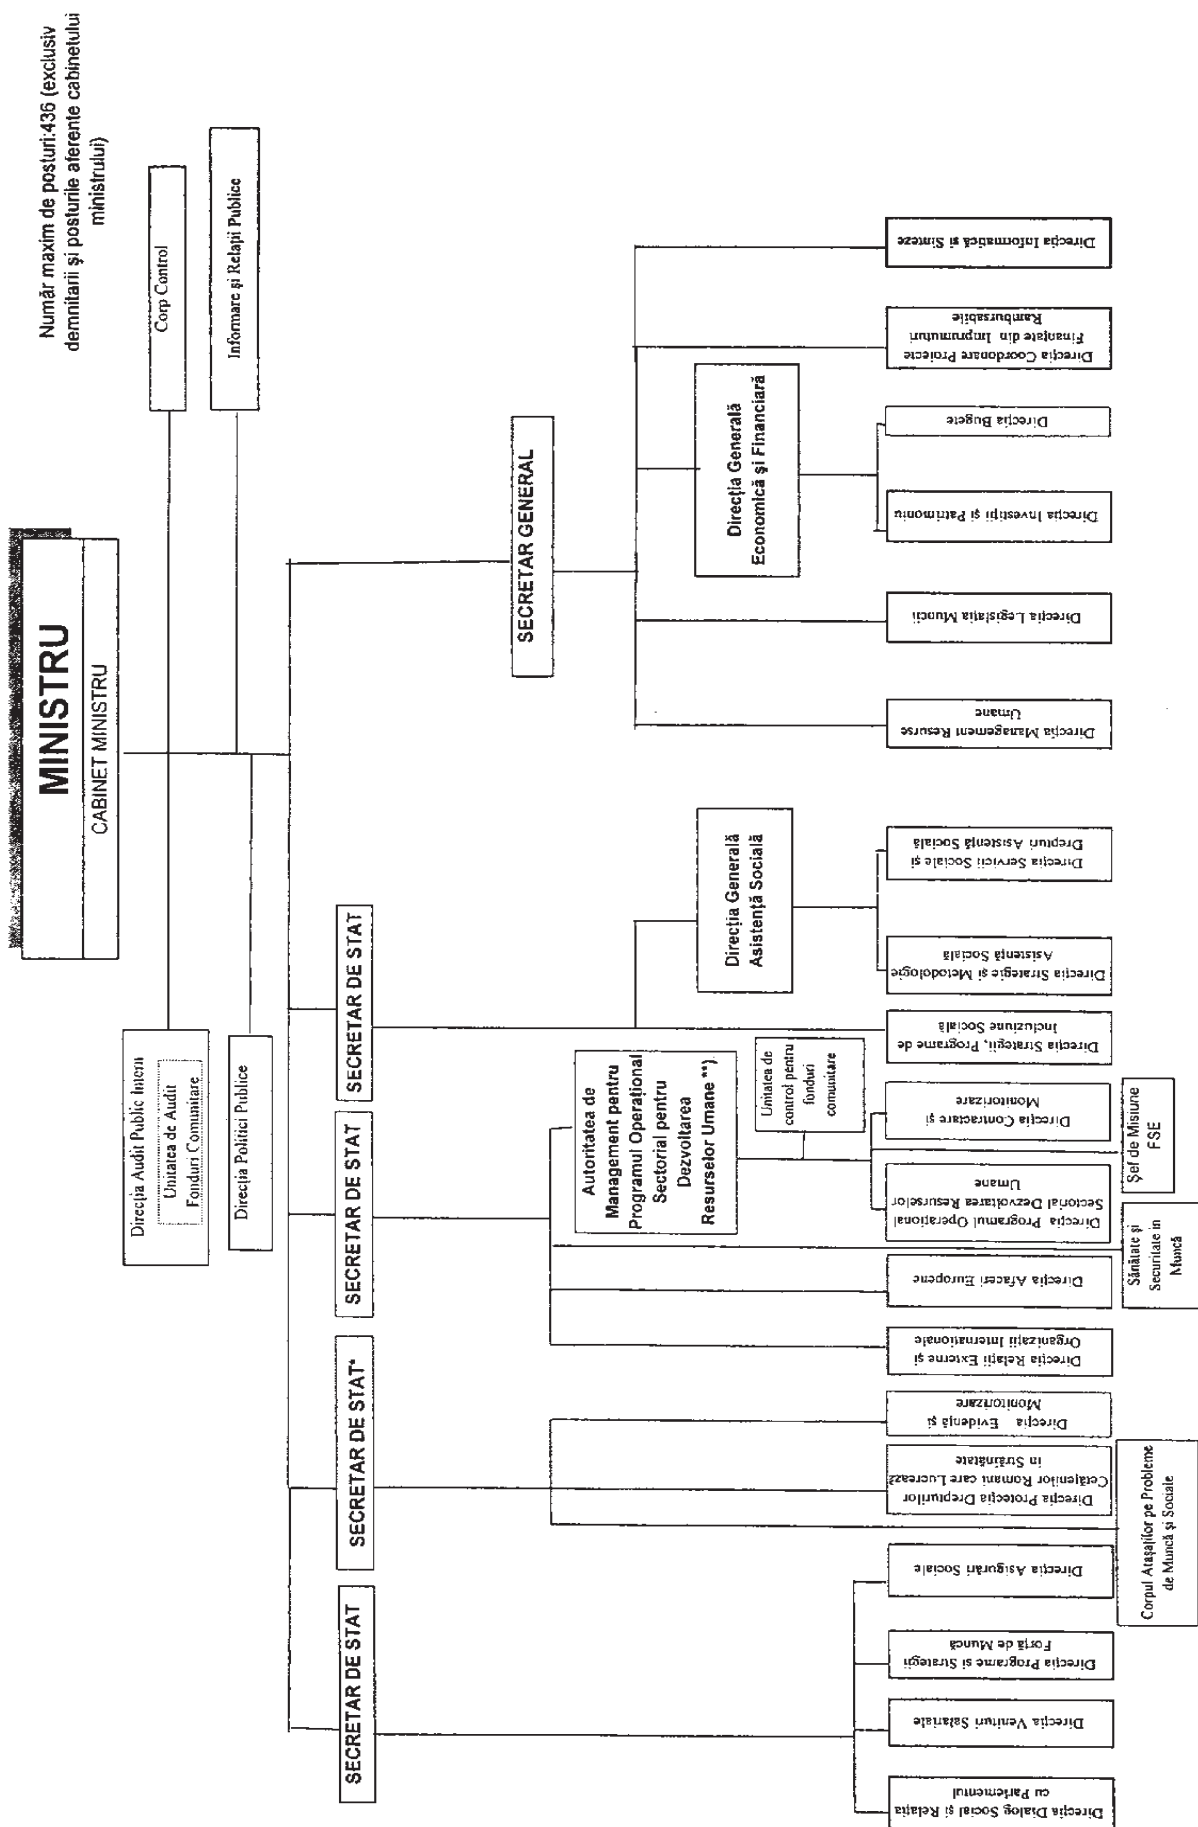 Număr maxim de posturi:436 (exclusiv
demnitarii și posturile aferente cabinetului
ministrului)
MINISTRU
CABINET MINISTRU
Direcția Audit Public Intern
Unitatea de Audit
Fonduri Comunitare
Corp Control
Direcția Politici Publice
Informare și Relații Publice
SECRETAR DE STAT
SECRETAR DE STAT*
SECRETAR DE STAT
SECRETAR DE STAT
SECRETAR GENERAL
Autoritatea de
Management pentru
Programul Operațional
Sectorial pentru
Dezvoltarea
Resurselor Umane **)
Direcția Generală
Asistență Socială
Direcția Generală
Economică și Financiară
Unitatea de
control pentru
fonduri
comunitare
Direcția Dialog Social și Relația
cu Parlamentul
Direcția Venituri Salariale
Direcția Programe si Strategii
Forță de Muncă
Direcția Asigurări Sociale
Direcția Protecția Drepturilor
Cetățenilor Romani care Lucrează
in Străinătate
Direcția Evidență și
Monitorizare
Direcția Relații Externe și
Organizații Internationale
Direcția Afaceri Europene
Direcția Programul Operațional
Sectorial Dezvoltarea Resurselor
Umane
Direcția Contractare și
Monitorizare
Direcția Strategii, Programe de
Incluziune Socială
Direcția Strategie și Metodologie
Asistență Socială
Direcția Servicii Sociale și
Drepturi Asistență Socială
Direcția Management Resurse
Umane
Direcția Legislația Muncii
Direcția Investiții și Patrimoniu
Direcția Bugete
Direcția Coordonare Proiecte
Finanțate din Imprumuturi
Rambursabile
Direcția Informatică si Sinteze
Corpul Atașaților pe Probleme
de Muncă și Sociale
Sănătate și
Securitate in
Muncă
Șef de Misiune
FSE